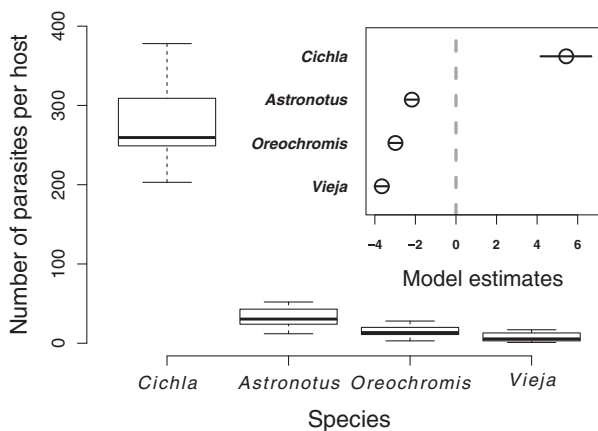 Number of parasites per host
400
300
200
100
0
Cichla
Astronotus
Oreochromis
Vieja
-4 -2 0 2 4 6
Model estimates
Cichla Astronotus Oreochromis Vieja
Species